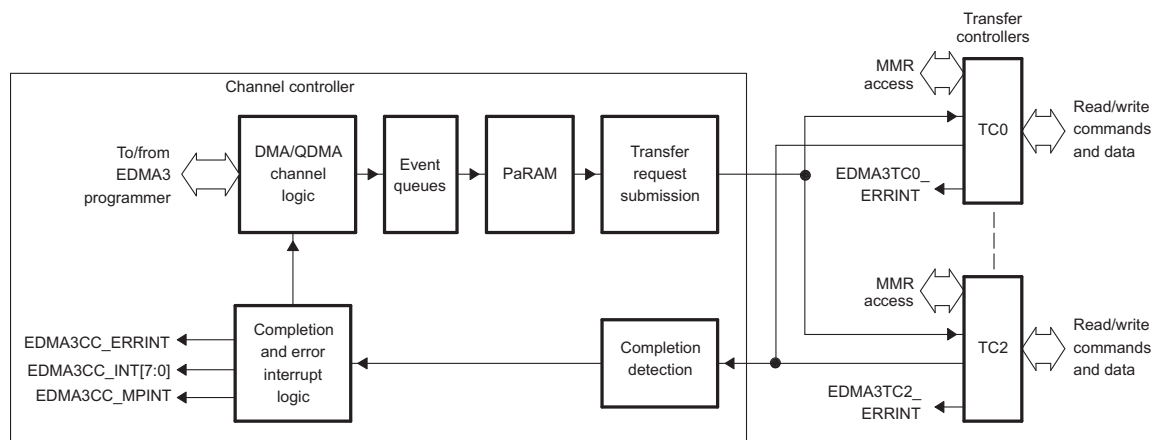 Transfer
controllers
MMR
access
TC0
Read/write
commands
and data
EDMA3TC0_
ERRINT
Channel controller
To/from
EDMA3
programmer
DMA/QDMA
channel
logic
Event
queues
PaRAM
Transfer
request
submission
MMR
access
TC2
Read/write
commands
and data
EDMA3TC2_
ERRINT
EDMA3CC_ERRINT
EDMA3CC_INT[7:0]
EDMA3CC_MPINT
Completion
and error
interrupt
logic
Completion
detection